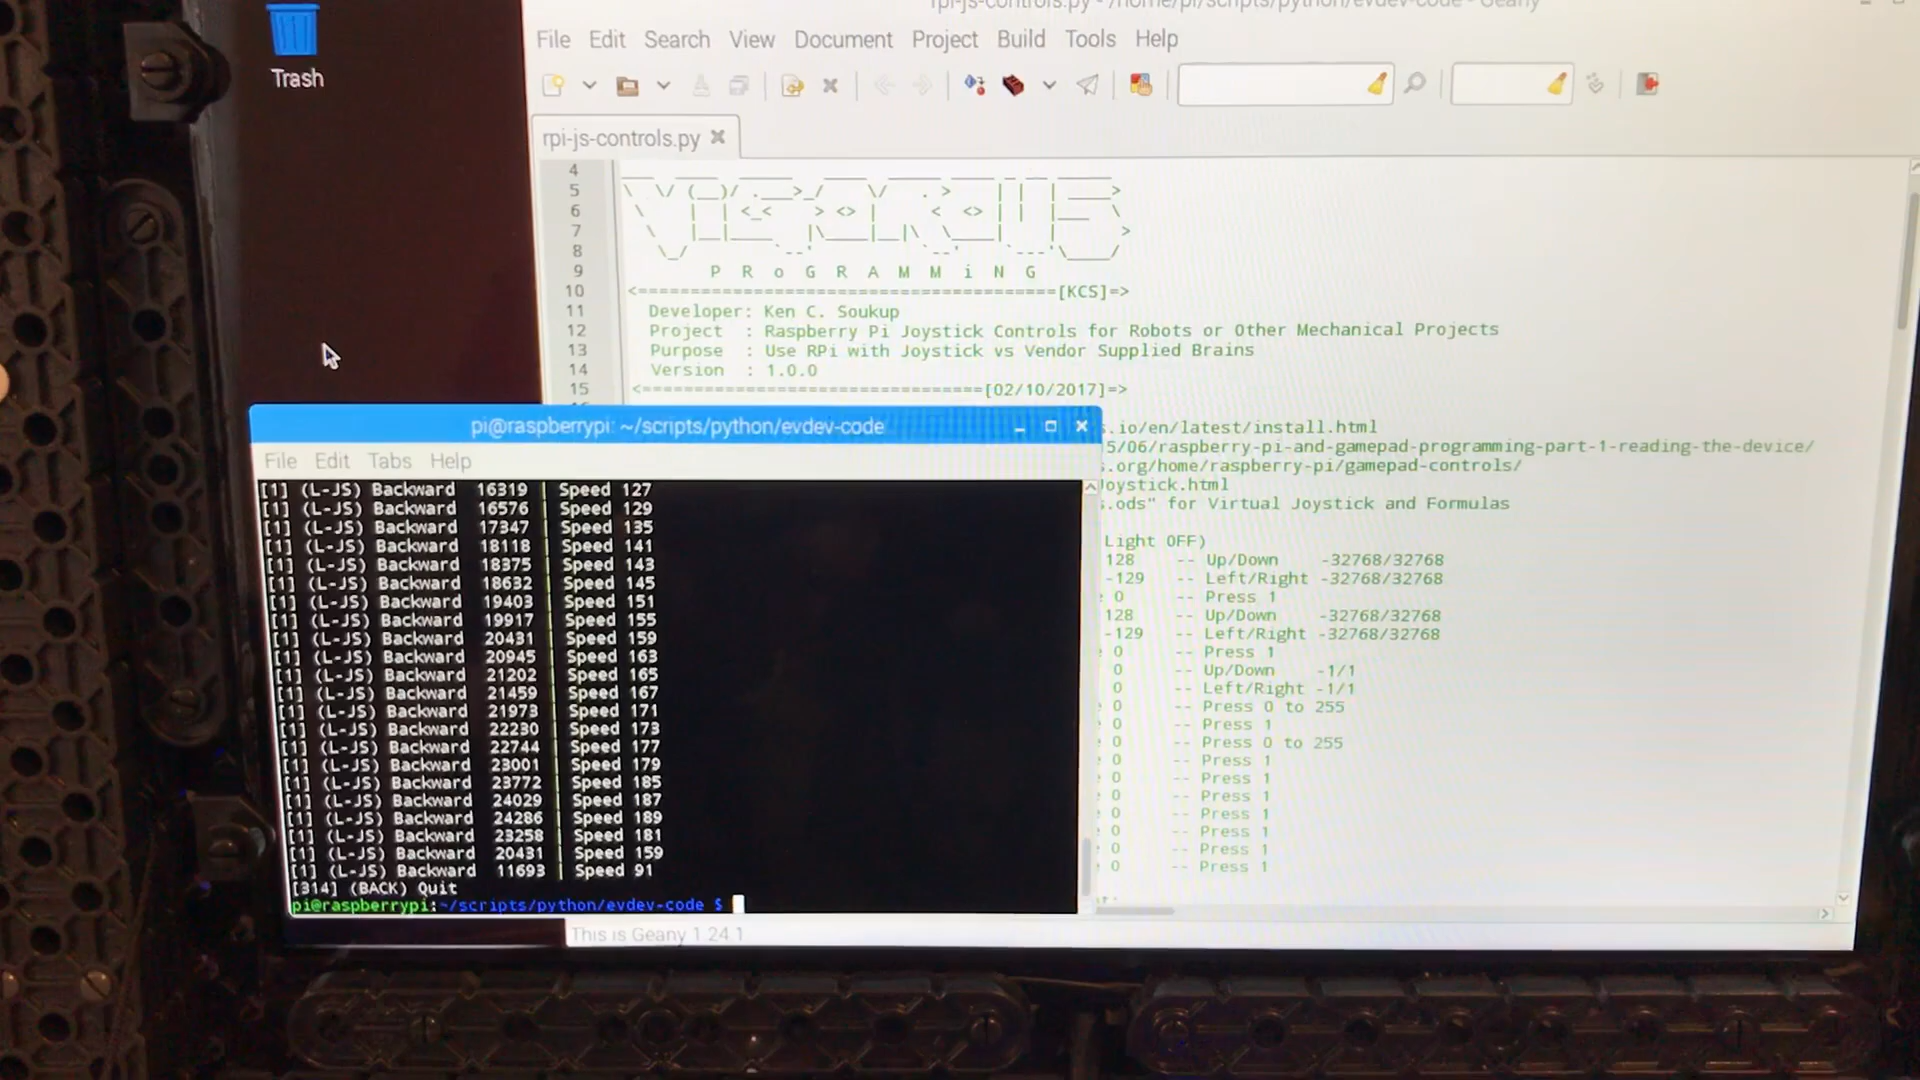 Trash
rpi-js-controls.py - /home/pi/scripts/python/evdev-code - Geany
File Edit Search View Document Project Build Tools Help
rpi-js-controls.py
4
5
6
7
8
9 P R o G R A M M i N G
10 <=====================================[KCS]=>
11 Developer: Ken C. Soukup
12 Project : Raspberry Pi Joystick Controls for Robots or Other Mechanical Projects
13 Purpose : Use RPi with Joystick vs Vendor Supplied Brains
14 Version : 1.0.0
15 <==============================[02/10/2017]=>
s.io/en/latest/install.html
5/06/raspberry-pi-and-gamepad-programming-part-1-reading-the-device/
s.org/home/raspberry-pi/gamepad-controls/
Joystick.html
s.ods" for Virtual Joystick and Formulas
Light OFF)
128 -- Up/Down -32768/32768
-129 -- Left/Right -32768/32768
0 -- Press 1
128 -- Up/Down -32768/32768
-129 -- Left/Right -32768/32768
0 -- Press 1
0 -- Up/Down -1/1
0 -- Left/Right -1/1
0 -- Press 0 to 255
0 -- Press 1
0 -- Press 0 to 255
0 -- Press 1
0 -- Press 1
0 -- Press 1
0 -- Press 1
0 -- Press 1
0 -- Press 1
0 -- Press 1
pi@raspberrypi: ~/scripts/python/evdev-code
File Edit Tabs Help
[1] (L-JS) Backward 16319 | Speed 127
[1] (L-JS) Backward 16576 | Speed 129
[1] (L-JS) Backward 17347 | Speed 135
[1] (L-JS) Backward 18118 | Speed 141
[1] (L-JS) Backward 18375 | Speed 143
[1] (L-JS) Backward 18632 | Speed 145
[1] (L-JS) Backward 19403 | Speed 151
[1] (L-JS) Backward 19917 | Speed 155
[1] (L-JS) Backward 20431 | Speed 159
[1] (L-JS) Backward 20945 | Speed 163
[1] (L-JS) Backward 21202 | Speed 165
[1] (L-JS) Backward 21459 | Speed 167
[1] (L-JS) Backward 21973 | Speed 171
[1] (L-JS) Backward 22230 | Speed 173
[1] (L-JS) Backward 22744 | Speed 177
[1] (L-JS) Backward 23001 | Speed 179
[1] (L-JS) Backward 23772 | Speed 185
[1] (L-JS) Backward 24029 | Speed 187
[1] (L-JS) Backward 24286 | Speed 189
[1] (L-JS) Backward 23258 | Speed 181
[1] (L-JS) Backward 20431 | Speed 159
[1] (L-JS) Backward 11693 | Speed 91
[314] (BACK) Quit
pi@raspberrypi:~/scripts/python/evdev-code $
This is Geany 1.24.1